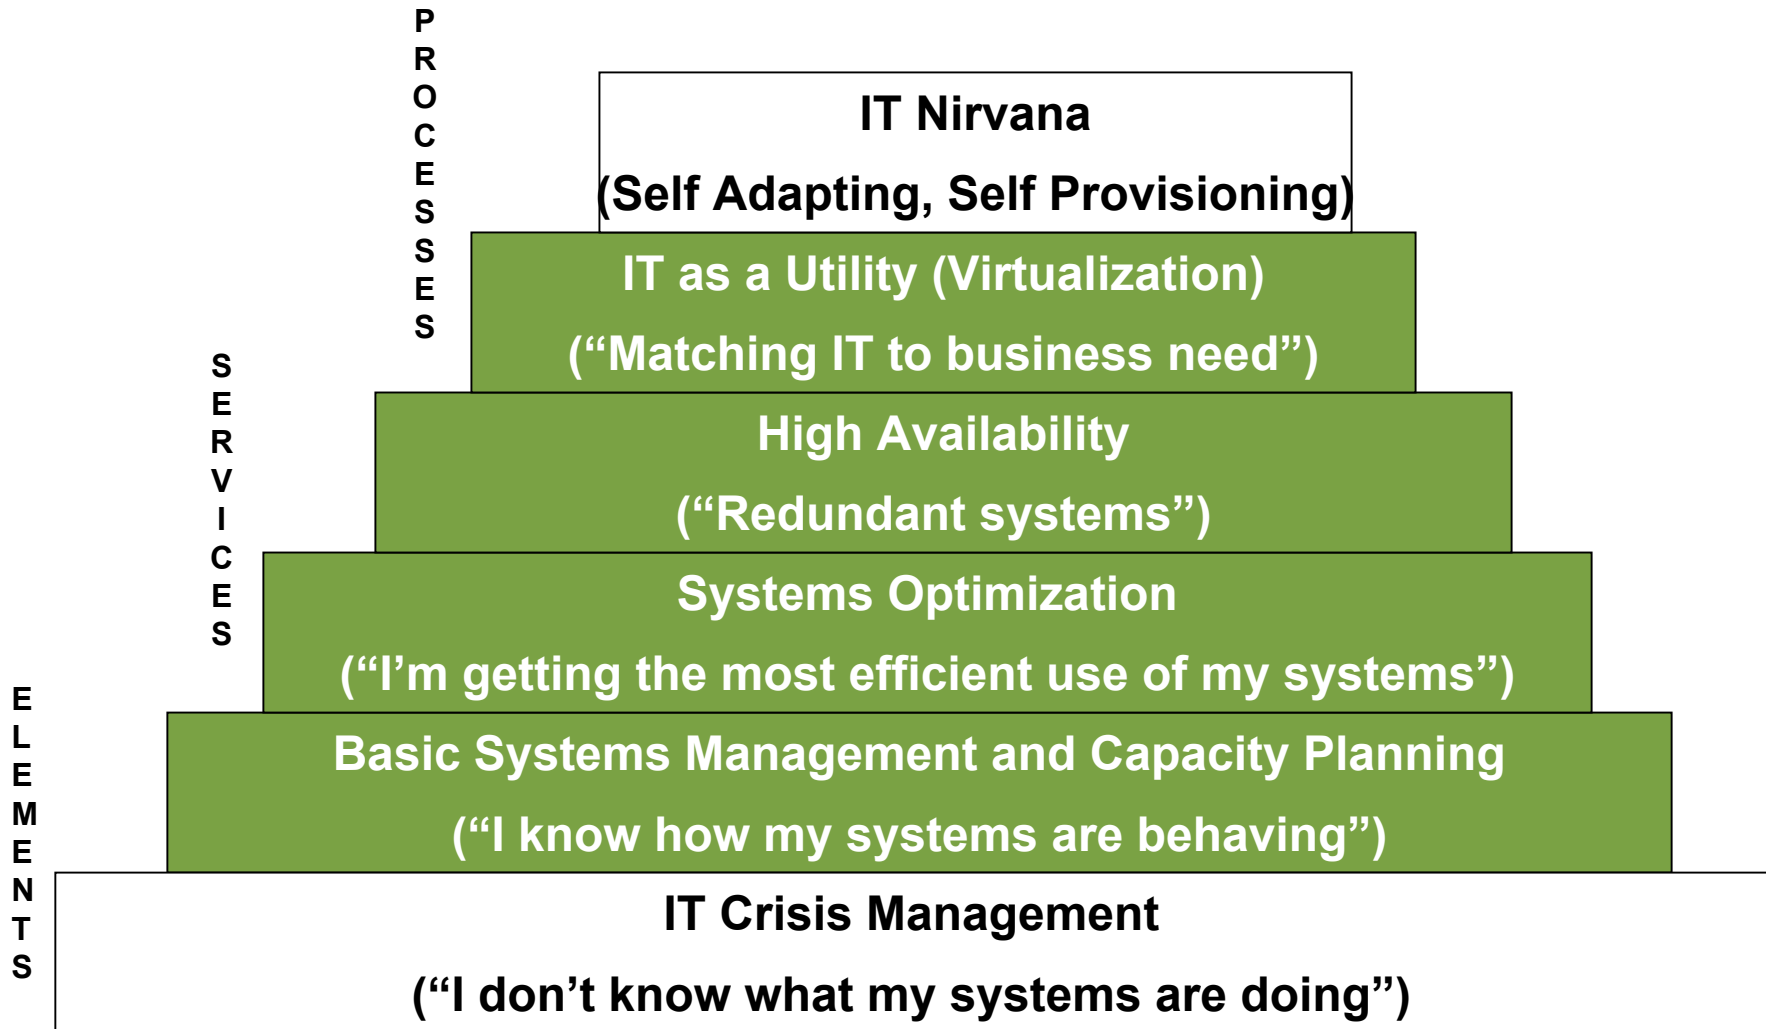 PROCESSES
IT Nirvana
(Self Adapting, Self Provisioning)
IT as a Utility (Virtualization)
(“Matching IT to business need”)
SERVICES
High Availability
(“Redundant systems”)
Systems Optimization
(“I’m getting the most efficient use of my systems”)
ELEMENTS
Basic Systems Management and Capacity Planning
(“I know how my systems are behaving”)
IT Crisis Management
(“I don’t know what my systems are doing”)